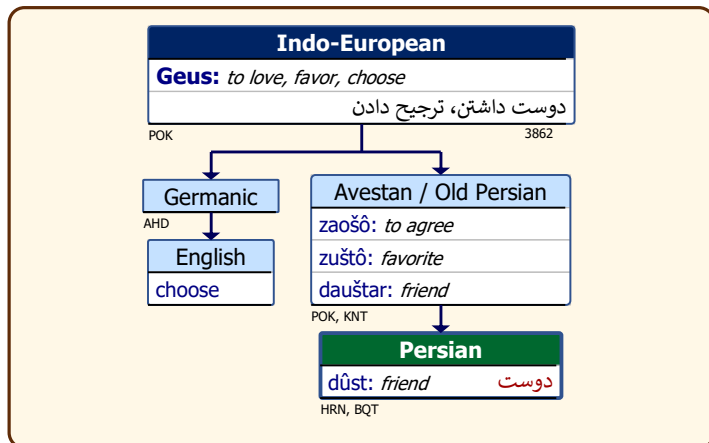 Indo-European
Geus: to love, favor, choose
دوست داشتن، ترجیح دادن
POK 3862
Germanic
AHD
English
choose
Avestan / Old Persian
zaošô: to agree
zuštô: favorite
dauštar: friend
POK, KNT
Persian
dûst: friend دوست
HRN, BQT